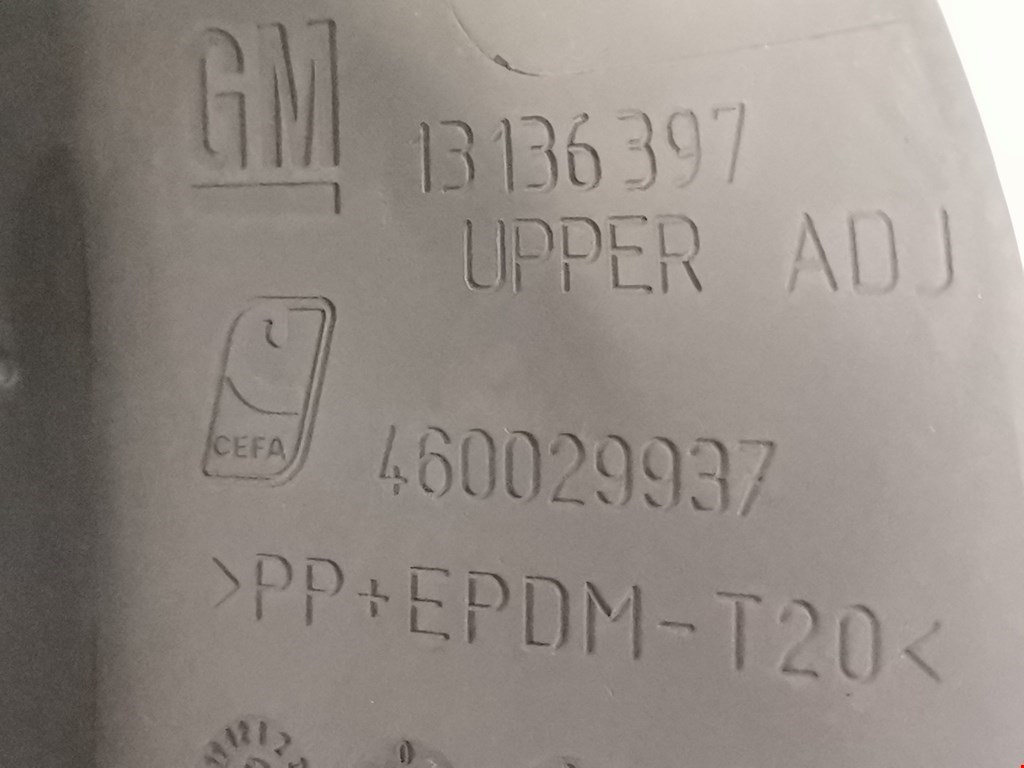 GM
13136397
UPPER ADJ
CEFA
460029937
>PP+EPDM-T20<